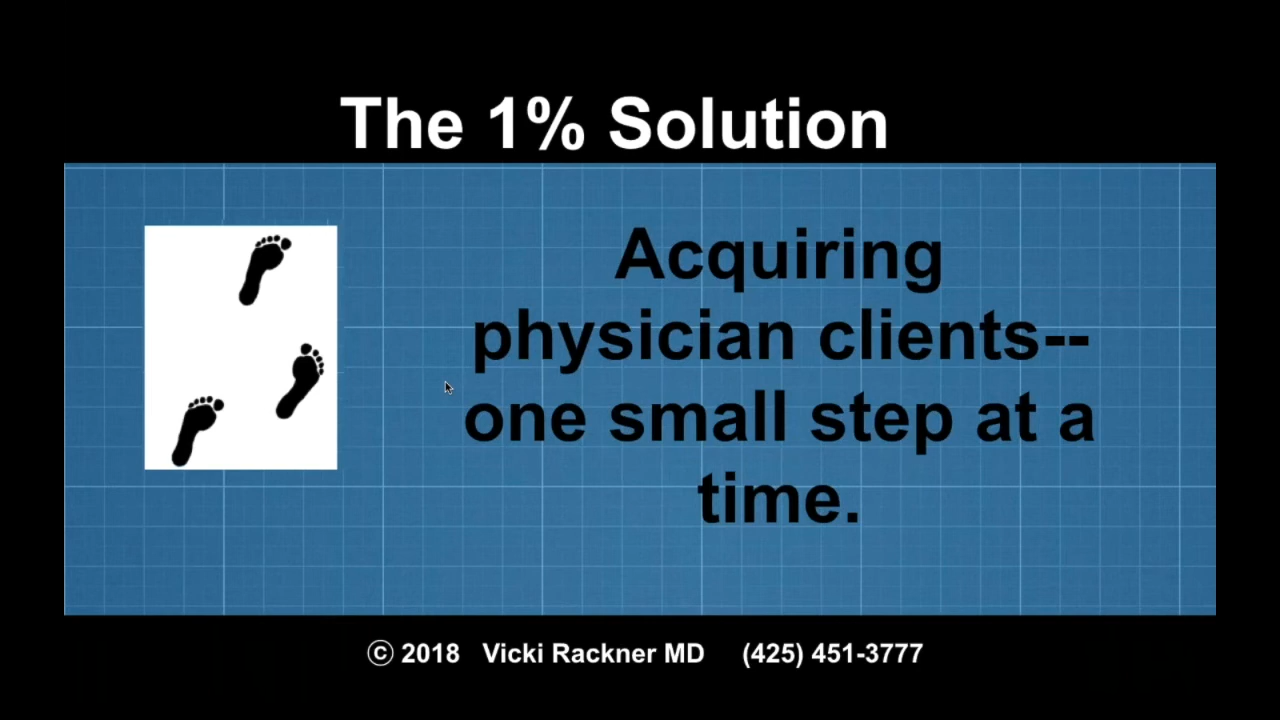 The 1% Solution
Acquiring
physician clients--
one small step at a
time.
© 2018 Vicki Rackner MD (425) 451-3777